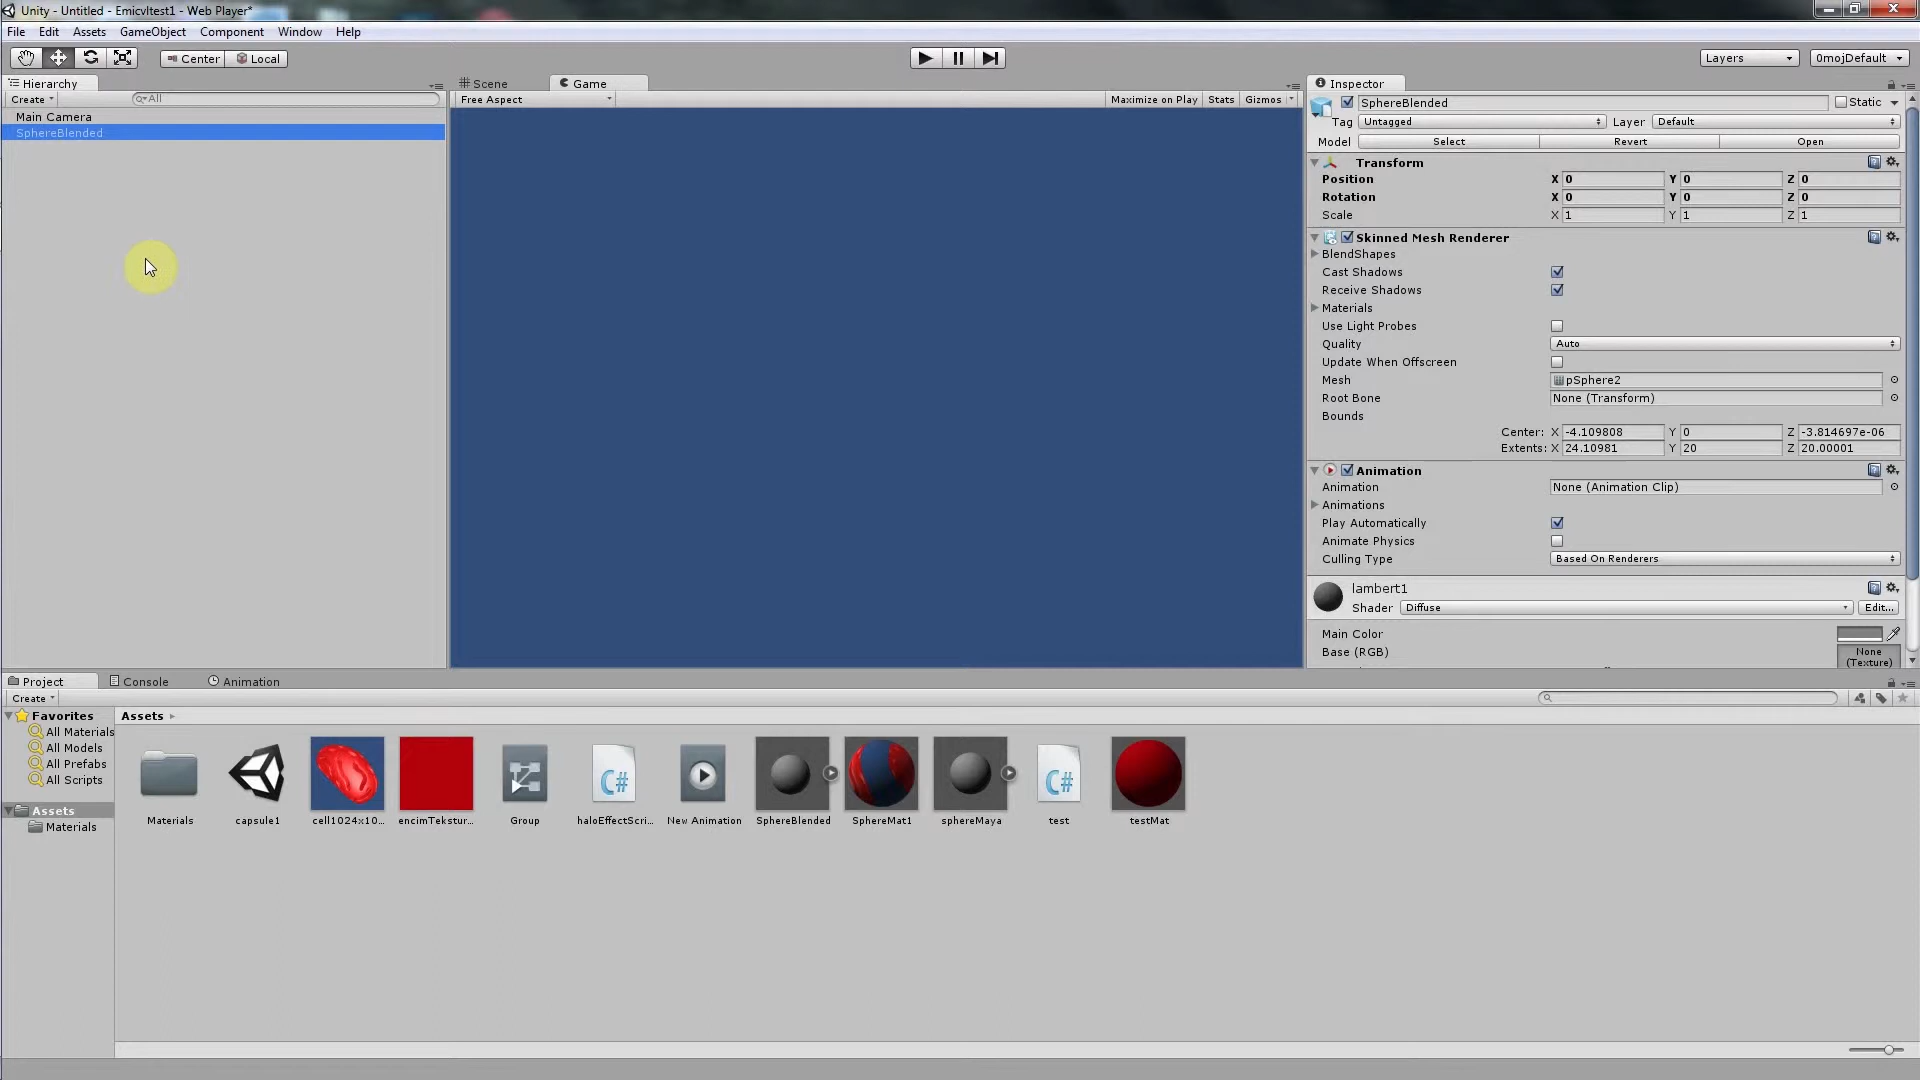 Unity - Untitled - Emicvltest1 - Web Player*
File Edit Assets GameObject Component Window Help
Center Local Layers 0mojDefault
Hierarchy
Create All
Main Camera
SphereBlended
Scene Game
Free Aspect Maximize on Play Stats Gizmos
Inspector
SphereBlended Static
Tag Untagged Layer Default
Model Select Revert Open
Transform
Position X 0 Y 0 Z 0
Rotation X 0 Y 0 Z 0
Scale X 1 Y 1 Z 1
Skinned Mesh Renderer
BlendShapes
Cast Shadows
Receive Shadows
Materials
Use Light Probes
Quality Auto
Update When Offscreen
Mesh pSphere2
Root Bone None (Transform)
Bounds
Center: X -4.109808 Y 0 Z -3.814697e-06
Extents: X 24.10981 Y 20 Z 20.00001
Animation
Animation None (Animation Clip)
Animations
Play Automatically
Animate Physics
Culling Type Based On Renderers
lambert1
Shader Diffuse Edit...
Main Color
Base (RGB) None
(Texture)
Project Console Animation
Create
Favorites
All Materials
All Models
All Prefabs
All Scripts
Assets
Materials
Assets
Materials capsule1 cell1024x10... encimTekstur... Group haloEffectScri... New Animation SphereBlended SphereMat1 sphereMaya test testMat
C# C#